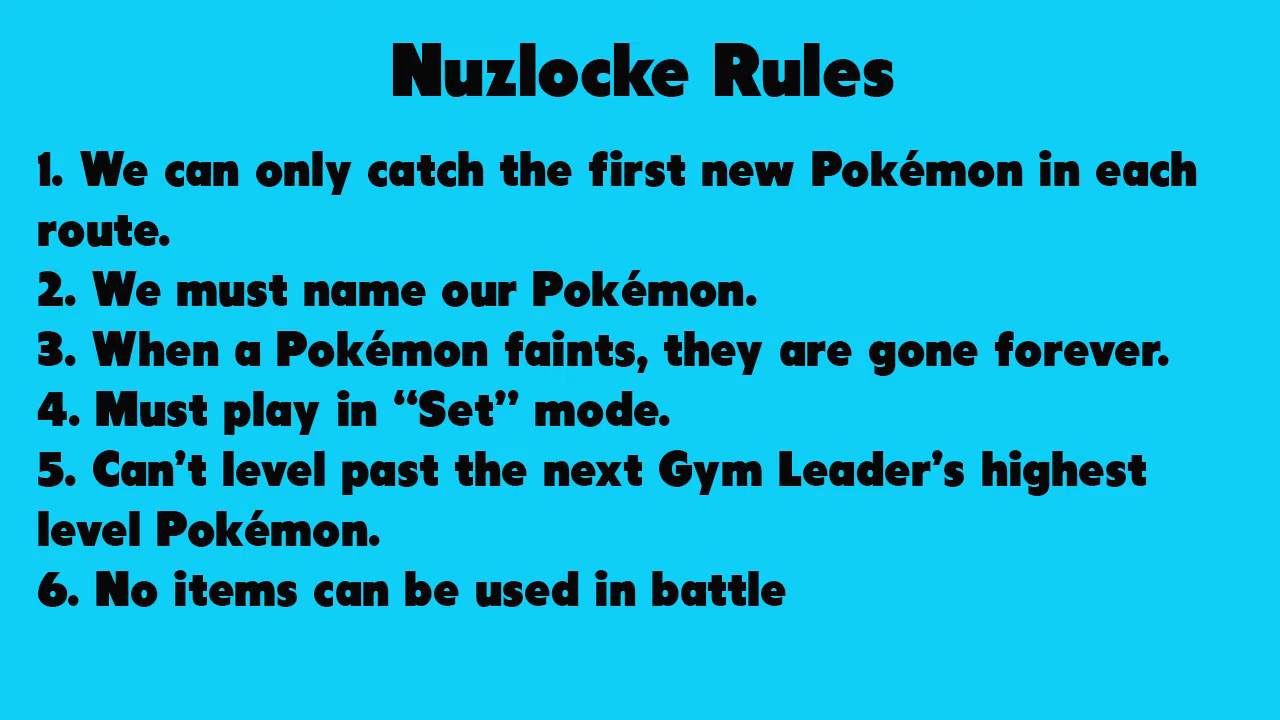 Nuzlocke Rules
1. We can only catch the first new Pokémon in each
route.
2. We must name our Pokémon.
3. When a Pokémon faints, they are gone forever.
4. Must play in “Set” mode.
5. Can’t level past the next Gym Leader’s highest
level Pokémon.
6. No items can be used in battle